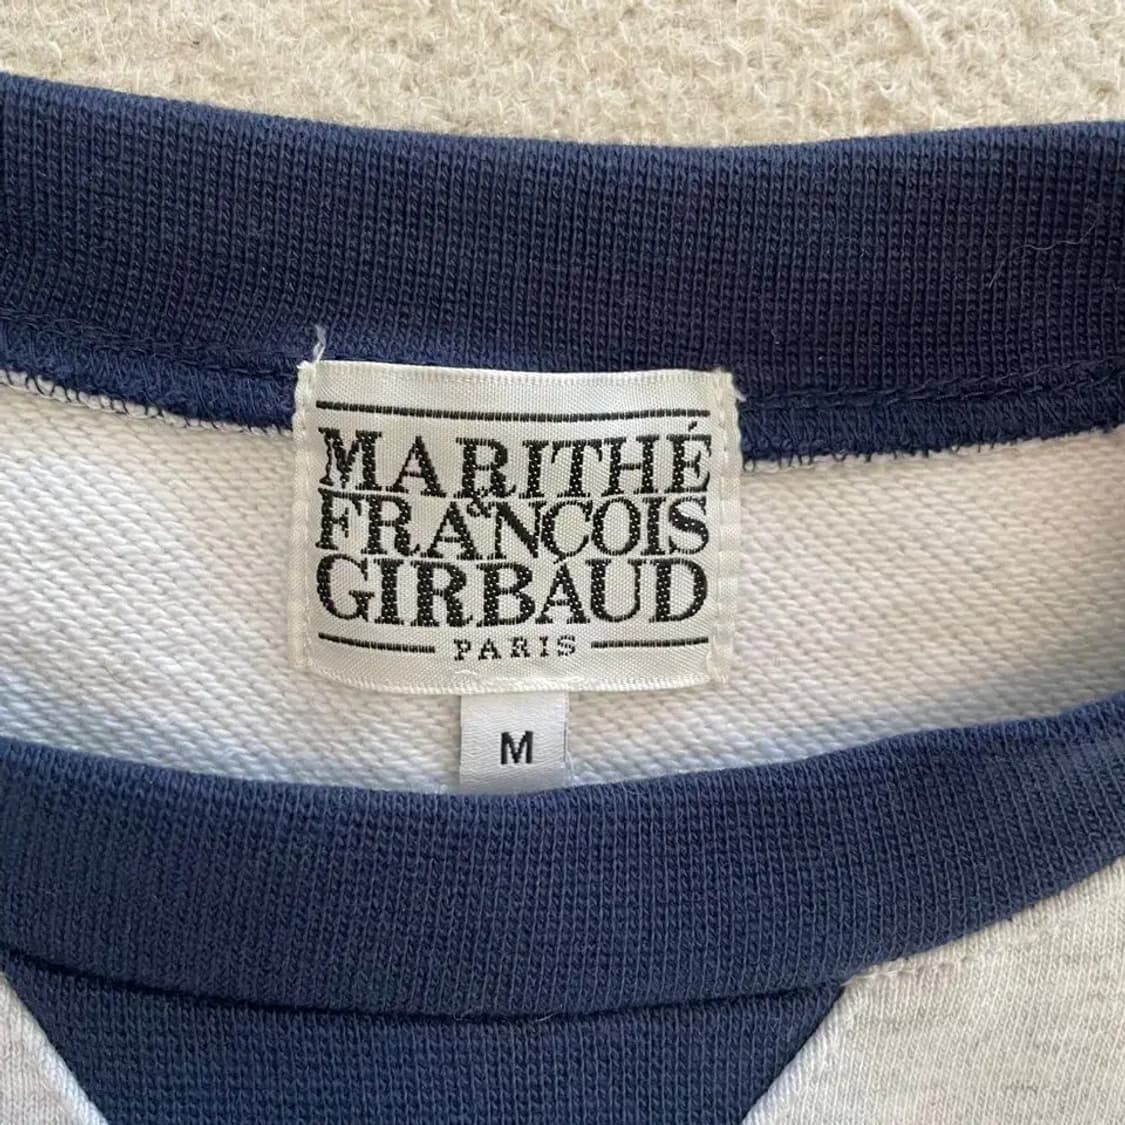 MARITHÉ
&
FRANÇOIS
GIRBAUD
PARIS
M